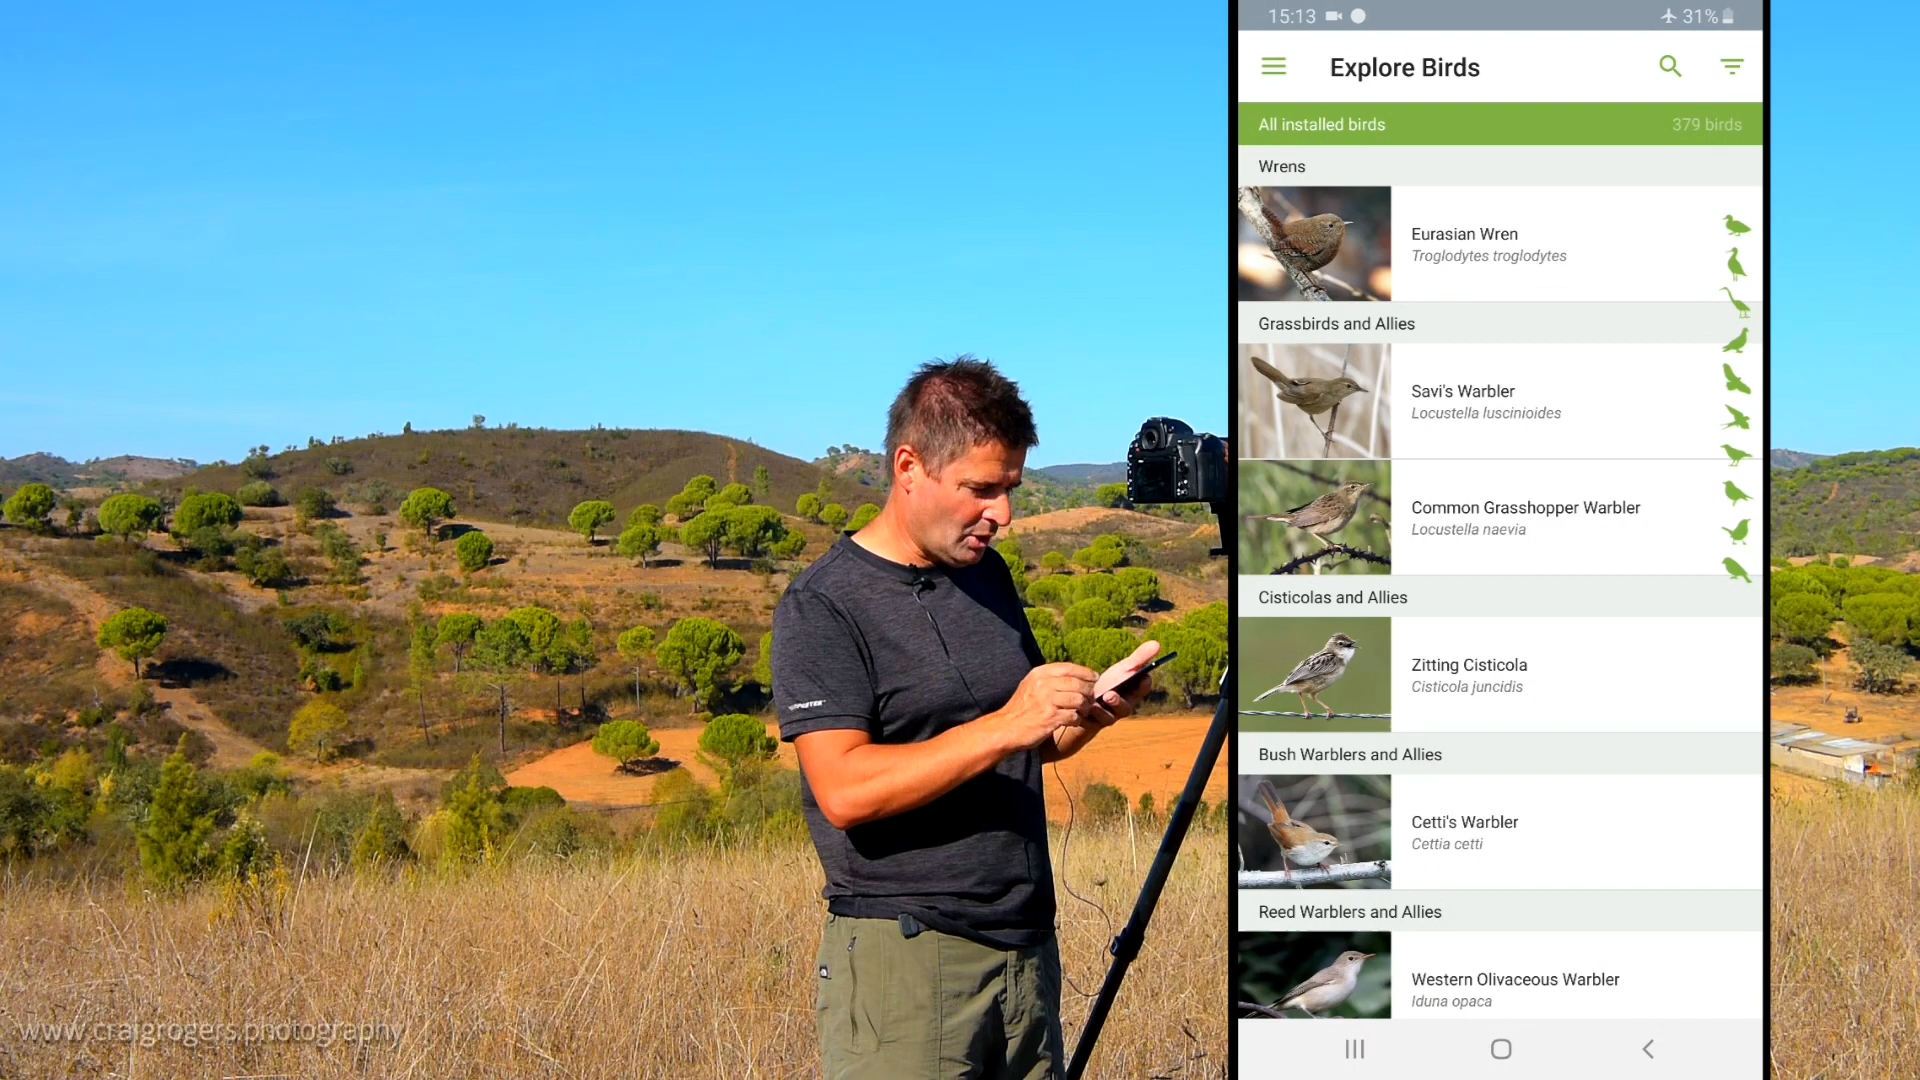 15:13
31%
Explore Birds
All installed birds
379 birds
Wrens
Eurasian Wren
Troglodytes troglodytes
Grassbirds and Allies
Savi's Warbler
Locustella luscinioides
Common Grasshopper Warbler
Locustella naevia
Cisticolas and Allies
Zitting Cisticola
Cisticola juncidis
Bush Warblers and Allies
Cetti's Warbler
Cettia cetti
Reed Warblers and Allies
Western Olivaceous Warbler
Iduna opaca
www.craigrogers.photography